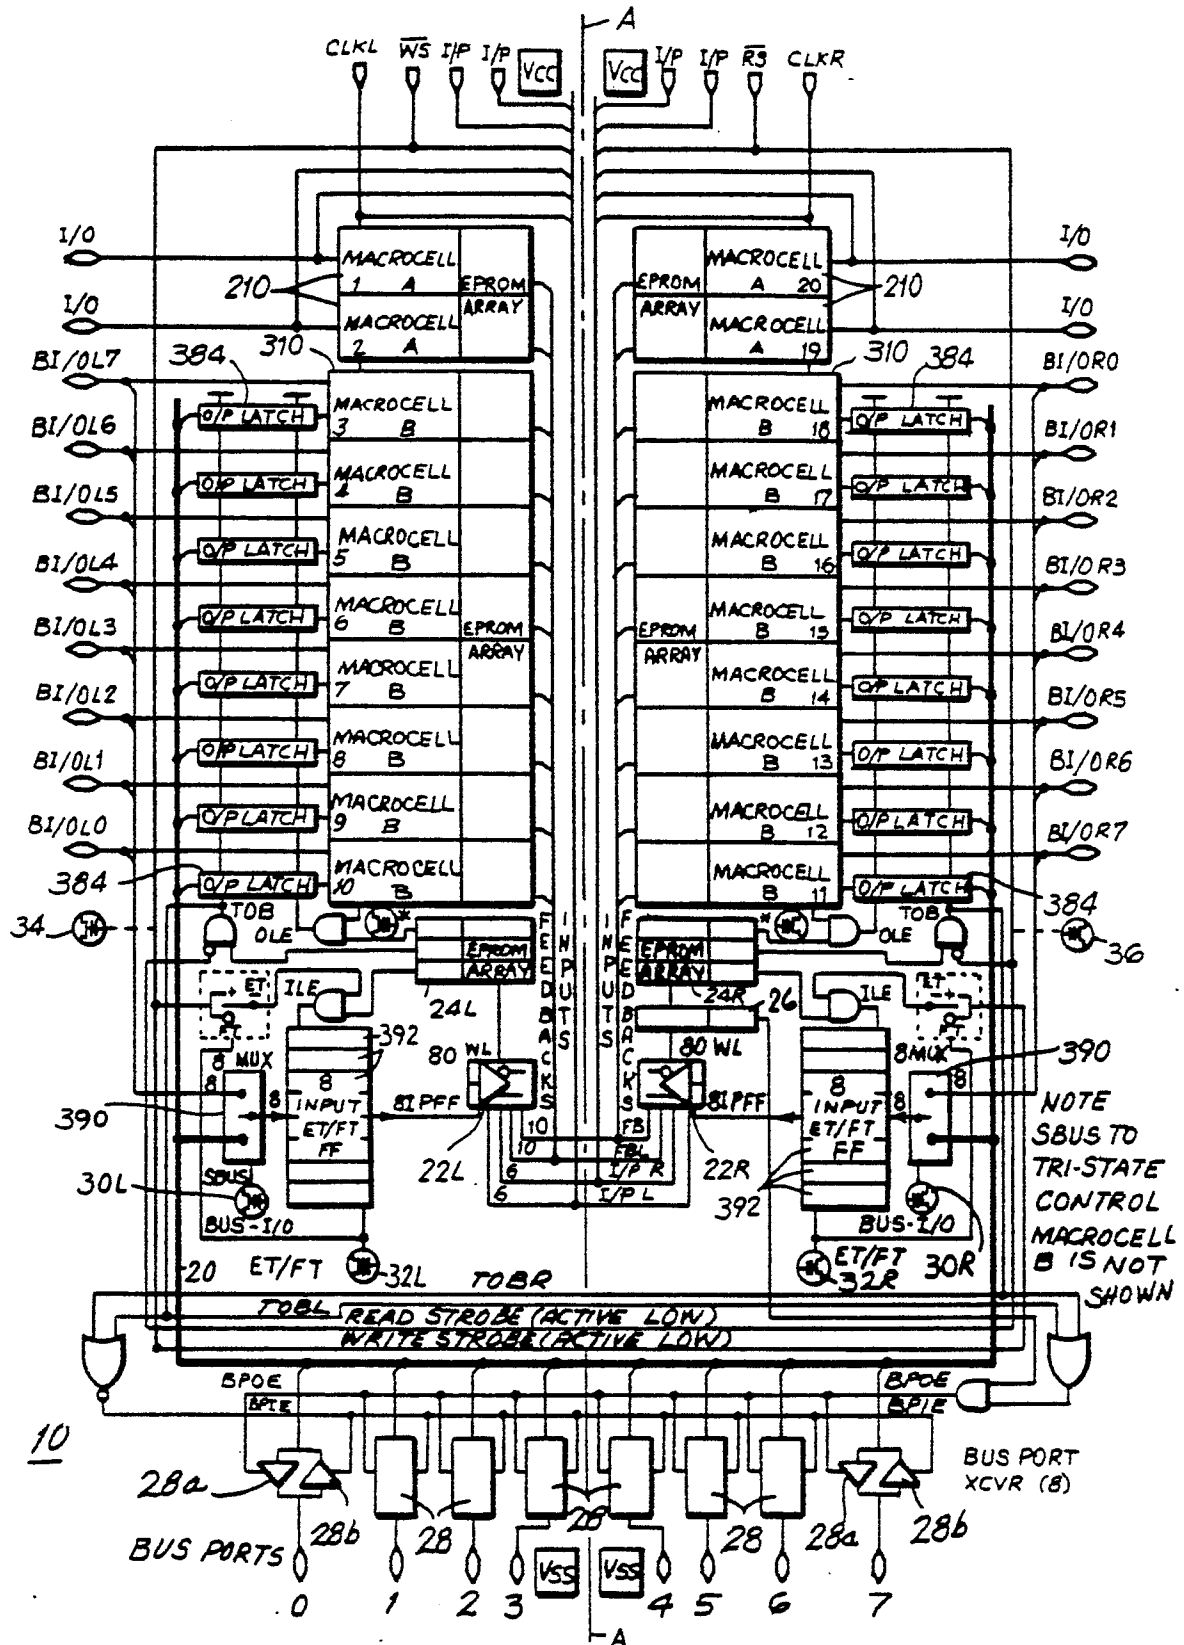 A
CLKL W̅S̅ I/P I/P VCC VCC I/P I/P R̅S̅ CLKR
I/O MACROCELL 1 A EPROM EPROM MACROCELL A 20 I/O
210 ARRAY ARRAY 210
I/O MACROCELL 2 A MACROCELL A 19 I/O
384 310 310 384
BI/OL7 BI/OR0
O/P LATCH MACROCELL 3 B MACROCELL B 18 O/P LATCH
BI/OL6 BI/OR1
O/P LATCH MACROCELL 4 B MACROCELL B 17 O/P LATCH
BI/OL5 BI/OR2
O/P LATCH MACROCELL 5 B MACROCELL B 16 O/P LATCH
BI/OL4 BI/OR3
O/P LATCH MACROCELL 6 B EPROM EPROM MACROCELL B 15 O/P LATCH
BI/OL3 ARRAY ARRAY BI/OR4
O/P LATCH MACROCELL 7 B MACROCELL B 14 O/P LATCH
BI/OL2 BI/OR5
O/P LATCH MACROCELL 8 B MACROCELL B 13 O/P LATCH
BI/OL1 BI/OR6
O/P LATCH MACROCELL 9 B MACROCELL B 12 O/P LATCH
BI/OL0 BI/OR7
384 O/P LATCH MACROCELL 10 B MACROCELL B 11 O/P LATCH 384
34 TOB OLE * FEEDBACKS INPUTS INPUTS FEEDBACKS * OLE TOB 36
EPROM EPROM
ARRAY ARRAY
ET ILE 24L 24R 26 ILE ET
FT FT
8 MUX 392 80 WL 80 WL 8 MUX 390
8 8 8 8
390 8 INPUT 8IPFF 8IPFF INPUT 8 NOTE
ET/FT 10 FB ET/FT SBUS TO
FF 22L 10 FBL 22R FF TRI-STATE
SBUS 6 I/P R CONTROL
30L 6 I/P L 392 MACROCELL
BUS-I/O BUS-I/O B IS NOT
20 ET/FT 32L ET/FT 32R 30R SHOWN
TOBR
TOBL READ STROBE (ACTIVE LOW)
WRITE STROBE (ACTIVE LOW)
BPOE BPOE
BPIE BPIE
10
BUS PORT
XCVR (8)
28a 28b 28 28 28 28a 28b
BUS PORTS VSS VSS
0 1 2 3 4 5 6 7
A